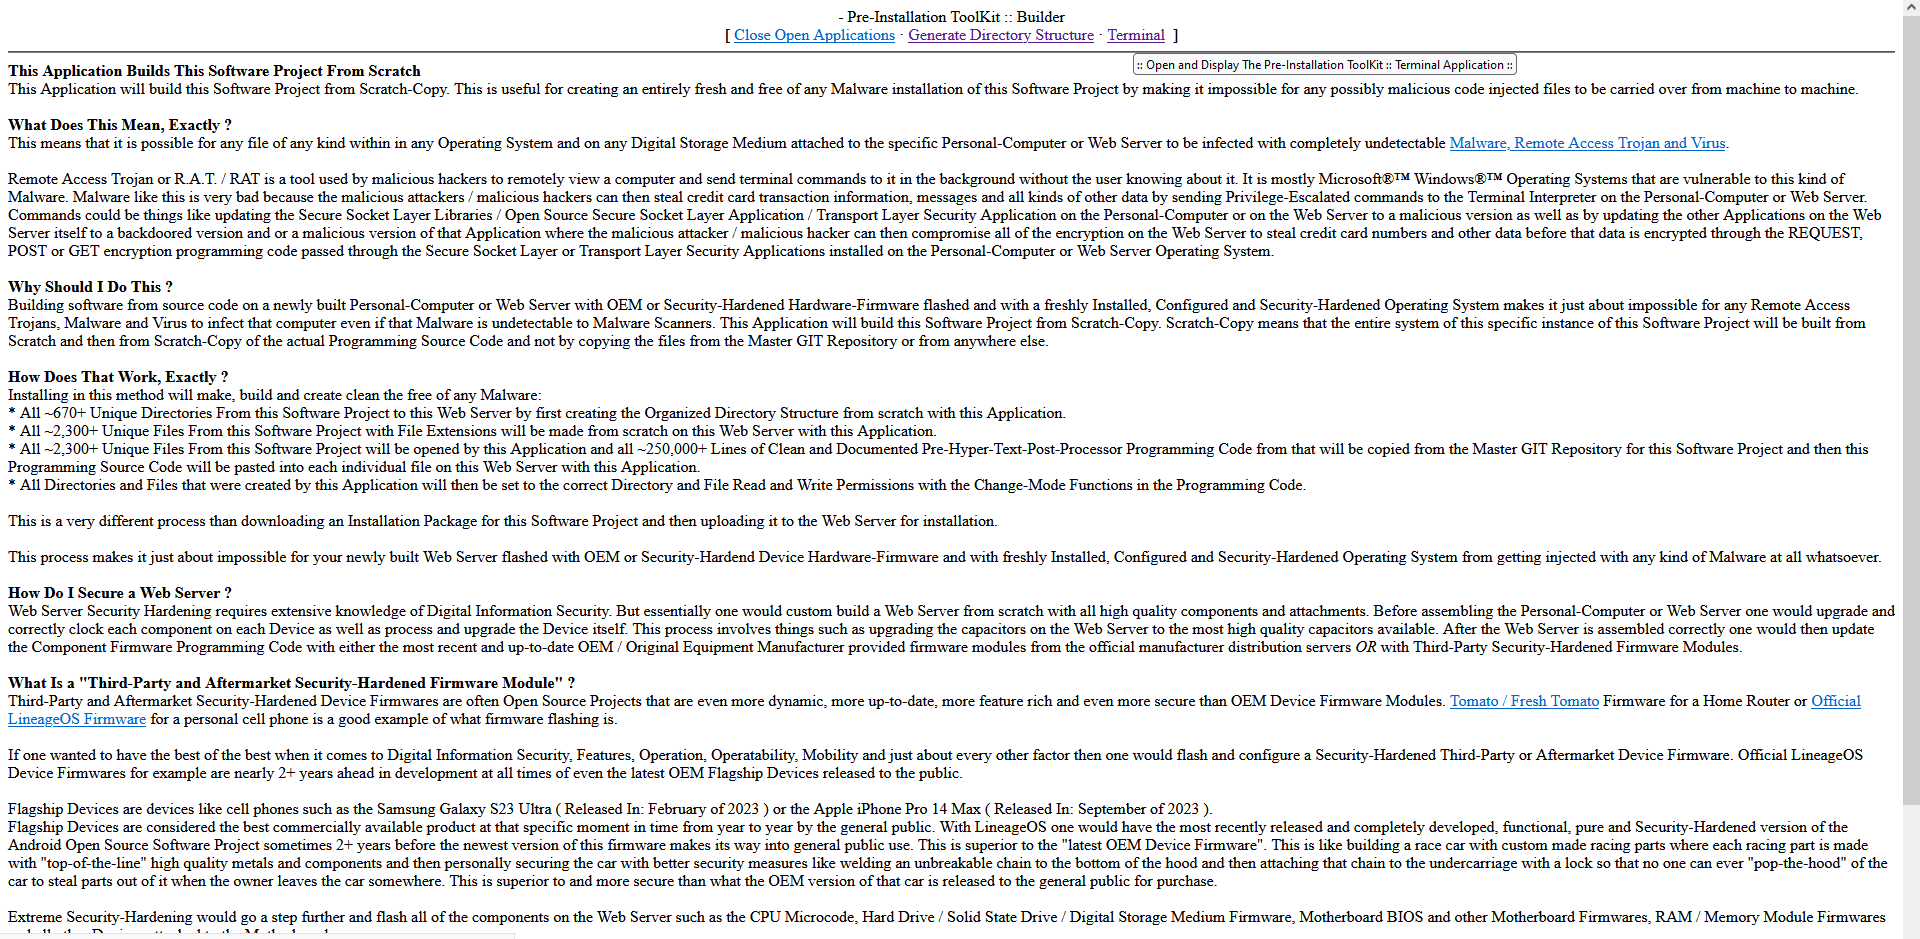 - Pre-Installation ToolKit :: Builder
[ Close Open Applications · Generate Directory Structure · Terminal ]
:: Open and Display The Pre-Installation ToolKit :: Terminal Application ::
This Application Builds This Software Project From Scratch
This Application will build this Software Project from Scratch-Copy. This is useful for creating an entirely fresh and free of any Malware installation of this Software Project by making it impossible for any possibly malicious code injected files to be carried over from machine to machine.
What Does This Mean, Exactly ?
This means that it is possible for any file of any kind within in any Operating System and on any Digital Storage Medium attached to the specific Personal-Computer or Web Server to be infected with completely undetectable Malware, Remote Access Trojan and Virus.
Remote Access Trojan or R.A.T. / RAT is a tool used by malicious hackers to remotely view a computer and send terminal commands to it in the background without the user knowing about it. It is mostly Microsoft®™ Windows®™ Operating Systems that are vulnerable to this kind of
Malware. Malware like this is very bad because the malicious attackers / malicious hackers can then steal credit card transaction information, messages and all kinds of other data by sending Privilege-Escalated commands to the Terminal Interpreter on the Personal-Computer or Web Server.
Commands could be things like updating the Secure Socket Layer Libraries / Open Source Secure Socket Layer Application / Transport Layer Security Application on the Personal-Computer or on the Web Server to a malicious version as well as by updating the other Applications on the Web
Server itself to a backdoored version and or a malicious version of that Application where the malicious attacker / malicious hacker can then compromise all of the encryption on the Web Server to steal credit card numbers and other data before that data is encrypted through the REQUEST,
POST or GET encryption programming code passed through the Secure Socket Layer or Transport Layer Security Applications installed on the Personal-Computer or Web Server Operating System.
Why Should I Do This ?
Building software from source code on a newly built Personal-Computer or Web Server with OEM or Security-Hardened Hardware-Firmware flashed and with a freshly Installed, Configured and Security-Hardened Operating System makes it just about impossible for any Remote Access
Trojans, Malware and Virus to infect that computer even if that Malware is undetectable to Malware Scanners. This Application will build this Software Project from Scratch-Copy. Scratch-Copy means that the entire system of this specific instance of this Software Project will be built from
Scratch and then from Scratch-Copy of the actual Programming Source Code and not by copying the files from the Master GIT Repository or from anywhere else.
How Does That Work, Exactly ?
Installing in this method will make, build and create clean the free of any Malware:
* All ~670+ Unique Directories From this Software Project to this Web Server by first creating the Organized Directory Structure from scratch with this Application.
* All ~2,300+ Unique Files From this Software Project with File Extensions will be made from scratch on this Web Server with this Application.
* All ~2,300+ Unique Files From this Software Project will be opened by this Application and all ~250,000+ Lines of Clean and Documented Pre-Hyper-Text-Post-Processor Programming Code from that will be copied from the Master GIT Repository for this Software Project and then this
Programming Source Code will be pasted into each individual file on this Web Server with this Application.
* All Directories and Files that were created by this Application will then be set to the correct Directory and File Read and Write Permissions with the Change-Mode Functions in the Programming Code.
This is a very different process than downloading an Installation Package for this Software Project and then uploading it to the Web Server for installation.
This process makes it just about impossible for your newly built Web Server flashed with OEM or Security-Hardend Device Hardware-Firmware and with freshly Installed, Configured and Security-Hardened Operating System from getting injected with any kind of Malware at all whatsoever.
How Do I Secure a Web Server ?
Web Server Security Hardening requires extensive knowledge of Digital Information Security. But essentially one would custom build a Web Server from scratch with all high quality components and attachments. Before assembling the Personal-Computer or Web Server one would upgrade and
correctly clock each component on each Device as well as process and upgrade the Device itself. This process involves things such as upgrading the capacitors on the Web Server to the most high quality capacitors available. After the Web Server is assembled correctly one would then update
the Component Firmware Programming Code with either the most recent and up-to-date OEM / Original Equipment Manufacturer provided firmware modules from the official manufacturer distribution servers OR with Third-Party Security-Hardened Firmware Modules.
What Is a "Third-Party and Aftermarket Security-Hardened Firmware Module" ?
Third-Party and Aftermarket Security-Hardened Device Firmwares are often Open Source Projects that are even more dynamic, more up-to-date, more feature rich and even more secure than OEM Device Firmware Modules. Tomato / Fresh Tomato Firmware for a Home Router or Official
LineageOS Firmware for a personal cell phone is a good example of what firmware flashing is.
If one wanted to have the best of the best when it comes to Digital Information Security, Features, Operation, Operatability, Mobility and just about every other factor then one would flash and configure a Security-Hardened Third-Party or Aftermarket Device Firmware. Official LineageOS
Device Firmwares for example are nearly 2+ years ahead in development at all times of even the latest OEM Flagship Devices released to the public.
Flagship Devices are devices like cell phones such as the Samsung Galaxy S23 Ultra ( Released In: February of 2023 ) or the Apple iPhone Pro 14 Max ( Released In: September of 2023 ).
Flagship Devices are considered the best commercially available product at that specific moment in time from year to year by the general public. With LineageOS one would have the most recently released and completely developed, functional, pure and Security-Hardened version of the
Android Open Source Software Project sometimes 2+ years before the newest version of this firmware makes its way into general public use. This is superior to the "latest OEM Device Firmware". This is like building a race car with custom made racing parts where each racing part is made
with "top-of-the-line" high quality metals and components and then personally securing the car with better security measures like welding an unbreakable chain to the bottom of the hood and then attaching that chain to the undercarriage with a lock so that no one can ever "pop-the-hood" of the
car to steal parts out of it when the owner leaves the car somewhere. This is superior to and more secure than what the OEM version of that car is released to the general public for purchase.
Extreme Security-Hardening would go a step further and flash all of the components on the Web Server such as the CPU Microcode, Hard Drive / Solid State Drive / Digital Storage Medium Firmware, Motherboard BIOS and other Motherboard Firmwares, RAM / Memory Module Firmwares